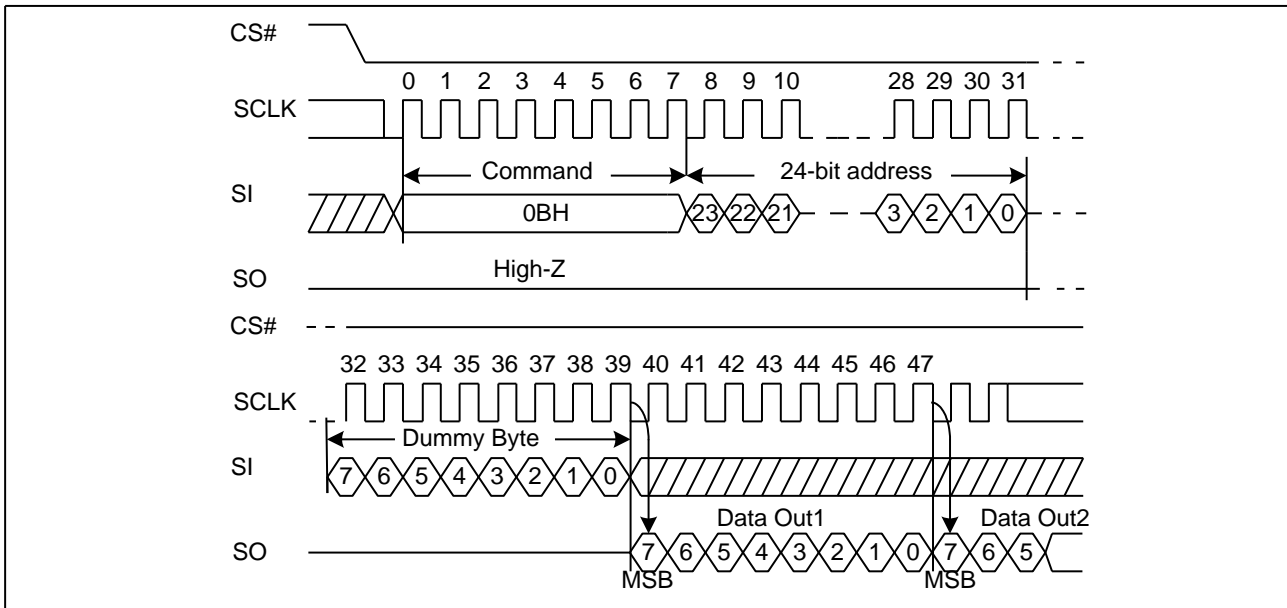 CS#
0 1 2 3 4 5 6 7 8 9 10 28 29 30 31
SCLK
Command 24-bit address
SI
0BH 23 22 21 3 2 1 0
High-Z
SO
CS#
32 33 34 35 36 37 38 39 40 41 42 43 44 45 46 47
SCLK
Dummy Byte
SI
7 6 5 4 3 2 1 0
Data Out1 Data Out2
SO
7 6 5 4 3 2 1 0 7 6 5
MSB MSB